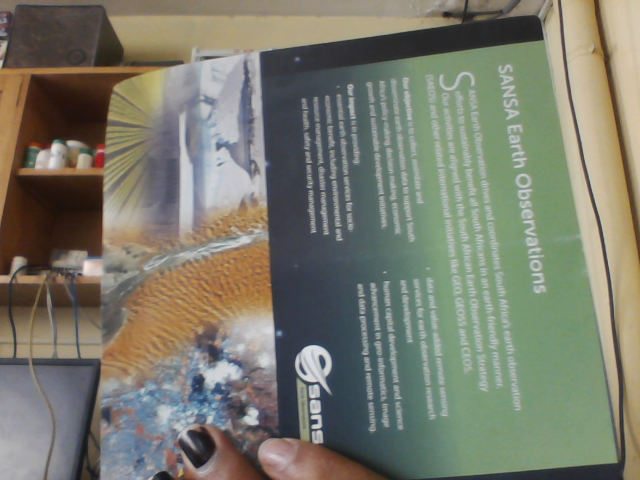 SANSA Earth Observations
SANSA Earth Observation drives and coordinate South Africa's earth observation
efforts to sustainably benefit all South Africans in an earth friendly manner.
Our activities are aligned with the South African Earth Observation Strategy
(SAEOS) and other related international initiatives like GEO, GEOSS and CEOS.
Our objective is to collect, assimilate and
disseminate earth observation data to support South
Africa's policy-making, decision making, economic
growth and sustainable development initiatives.
Our impact is in providing
• essential earth observation services for socio-
economic benefit, including environmental and
resource management, disaster management
and health, safety and security management
• data and value added remote sensing
services for earth observation research
and development
• human capital development and science
advancement in geo-informatics, image
and data processing and remote sensing.
sans